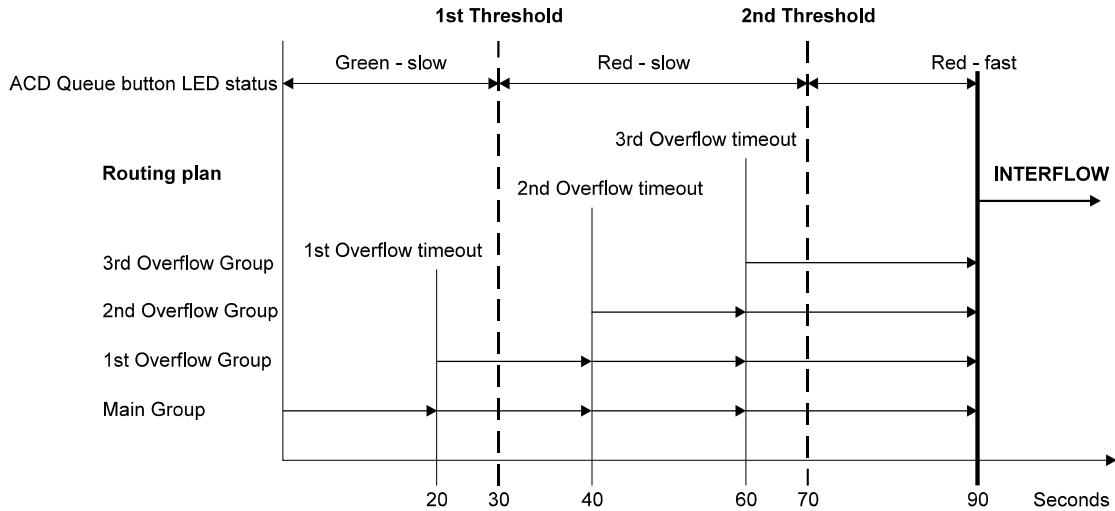 1st Threshold
2nd Threshold
Green - slow
Red - slow
Red - fast
ACD Queue button LED status
3rd Overflow timeout
Routing plan
INTERFLOW
2nd Overflow timeout
1st Overflow timeout
3rd Overflow Group
2nd Overflow Group
1st Overflow Group
Main Group
20 30 40 60 70 90 Seconds